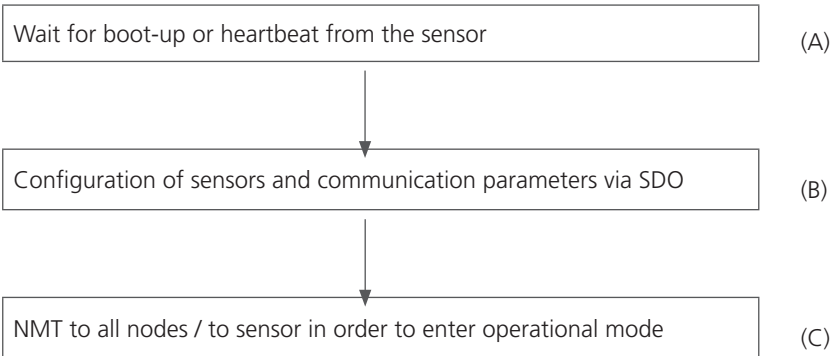 Wait for boot-up or heartbeat from the sensor
(A)
Configuration of sensors and communication parameters via SDO
(B)
NMT to all nodes / to sensor in order to enter operational mode
(C)